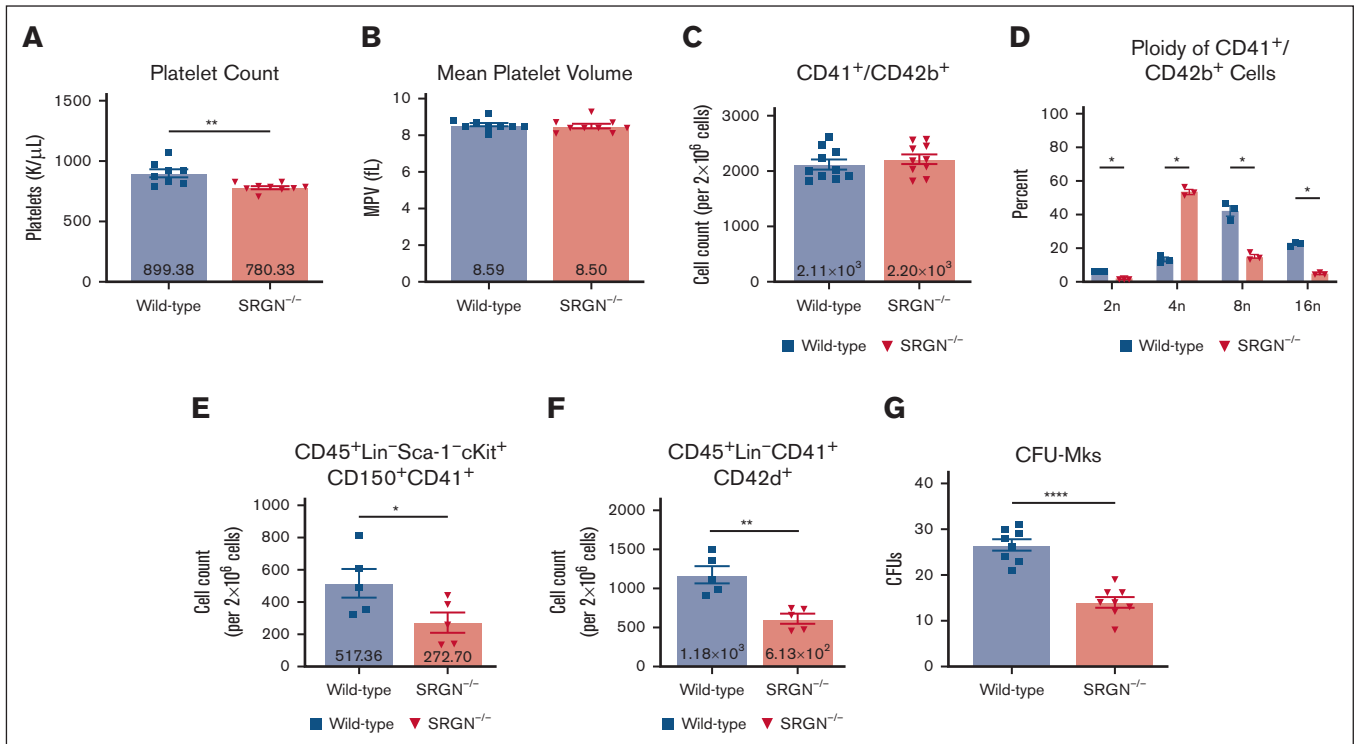 A
Platelet Count
Platelets (K/μL)
1500
1000
500
0
**
899.38
780.33
Wild-type
SRGN⁻/⁻
B
Mean Platelet Volume
MPV (fL)
10
8
6
4
2
0
8.59
8.50
Wild-type
SRGN⁻/⁻
C
CD41⁺/CD42b⁺
Cell count (per 2×10⁶ cells)
3000
2000
1000
0
2.11×10³
2.20×10³
Wild-type
SRGN⁻/⁻
Wild-type
SRGN⁻/⁻
D
Ploidy of CD41⁺/
CD42b⁺ Cells
Percent
100
80
60
40
20
0
*
*
*
*
2n
4n
8n
16n
Wild-type
SRGN⁻/⁻
E
CD45⁺Lin⁻Sca-1⁻cKit⁺
CD150⁺CD41⁺
Cell count
(per 2×10⁶ cells)
1000
800
600
400
200
0
*
517.36
272.70
Wild-type
SRGN⁻/⁻
Wild-type
SRGN⁻/⁻
F
CD45⁺Lin⁻CD41⁺
CD42d⁺
Cell count
(per 2×10⁶ cells)
2000
1500
1000
500
0
**
1.18×10³
6.13×10²
Wild-type
SRGN⁻/⁻
Wild-type
SRGN⁻/⁻
G
CFU-Mks
CFUs
40
30
20
10
0
****
Wild-type
SRGN⁻/⁻